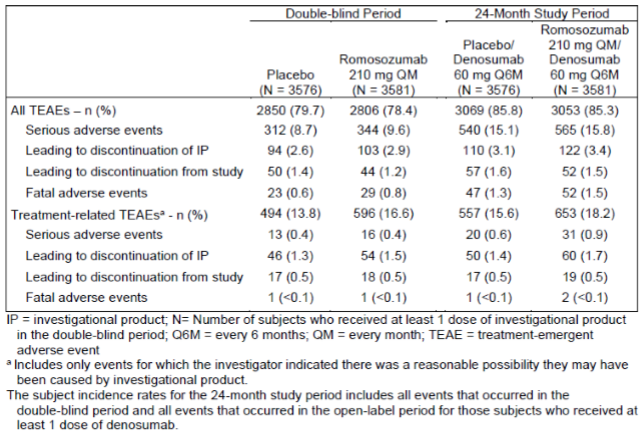 Double-blind Period 24-Month Study Period
Placebo/ Romosozumab
Romosozumab Denosumab 210 mg QM/
Placebo 210 mg QM 60 mg Q6M Denosumab
(N = 3576) (N = 3581) (N = 3576) 60 mg Q6M
(N = 3581)
All TEAEs – n (%) 2850 (79.7) 2806 (78.4) 3069 (85.8) 3053 (85.3)
Serious adverse events 312 (8.7) 344 (9.6) 540 (15.1) 565 (15.8)
Leading to discontinuation of IP 94 (2.6) 103 (2.9) 110 (3.1) 122 (3.4)
Leading to discontinuation from study 50 (1.4) 44 (1.2) 57 (1.6) 52 (1.5)
Fatal adverse events 23 (0.6) 29 (0.8) 47 (1.3) 52 (1.5)
Treatment-related TEAEsᵃ - n (%) 494 (13.8) 596 (16.6) 557 (15.6) 653 (18.2)
Serious adverse events 13 (0.4) 16 (0.4) 20 (0.6) 31 (0.9)
Leading to discontinuation of IP 46 (1.3) 54 (1.5) 50 (1.4) 60 (1.7)
Leading to discontinuation from study 17 (0.5) 18 (0.5) 17 (0.5) 19 (0.5)
Fatal adverse events 1 (<0.1) 1 (<0.1) 1 (<0.1) 2 (<0.1)
IP = investigational product; N= Number of subjects who received at least 1 dose of investigational product
in the double-blind period; Q6M = every 6 months; QM = every month; TEAE = treatment-emergent
adverse event
ᵃ Includes only events for which the investigator indicated there was a reasonable possibility they may have
been caused by investigational product.
The subject incidence rates for the 24-month study period includes all events that occurred in the
double-blind period and all events that occurred in the open-label period for those subjects who received at
least 1 dose of denosumab.